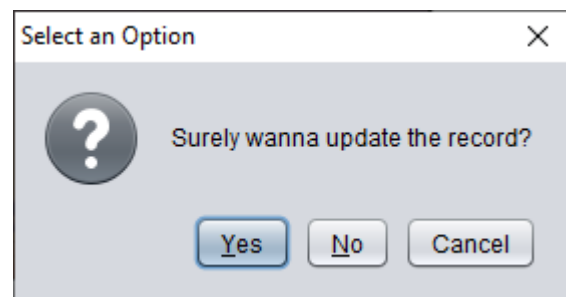 Select an Option
?
Surely wanna update the record?
Yes No Cancel